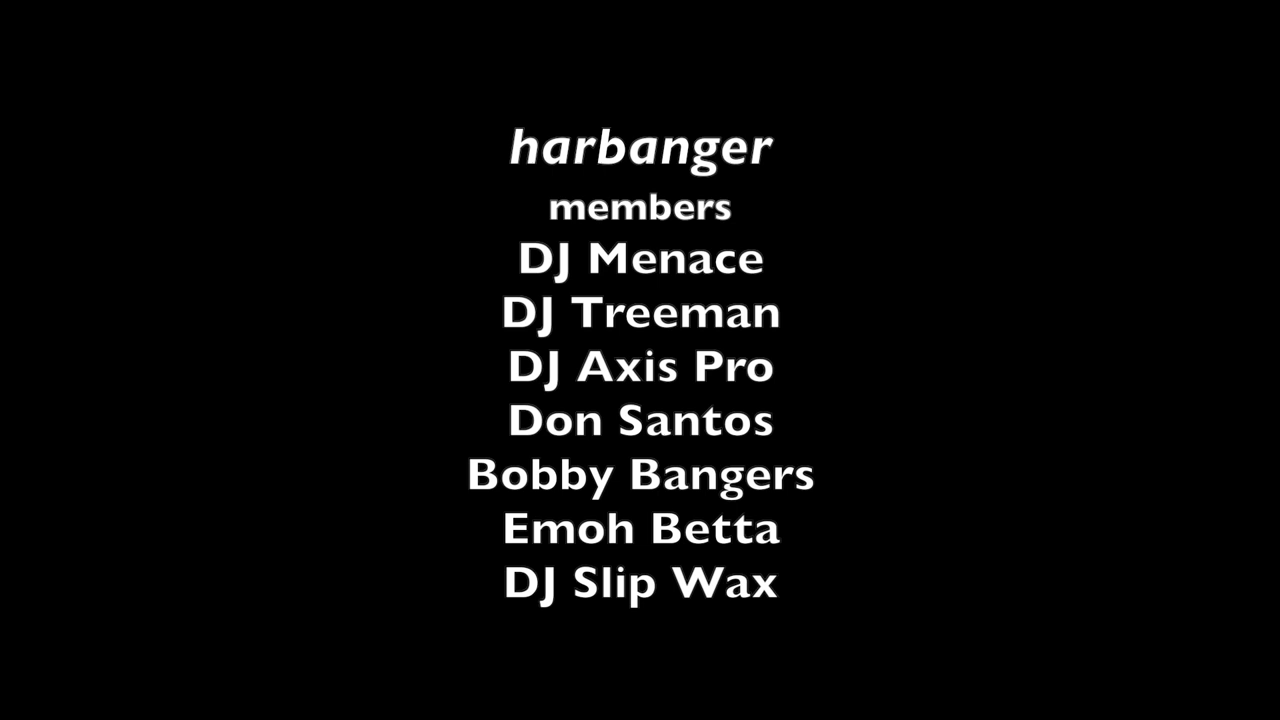 harbanger
members
DJ Menace
DJ Treeman
DJ Axis Pro
Don Santos
Bobby Bangers
Emoh Betta
DJ Slip Wax